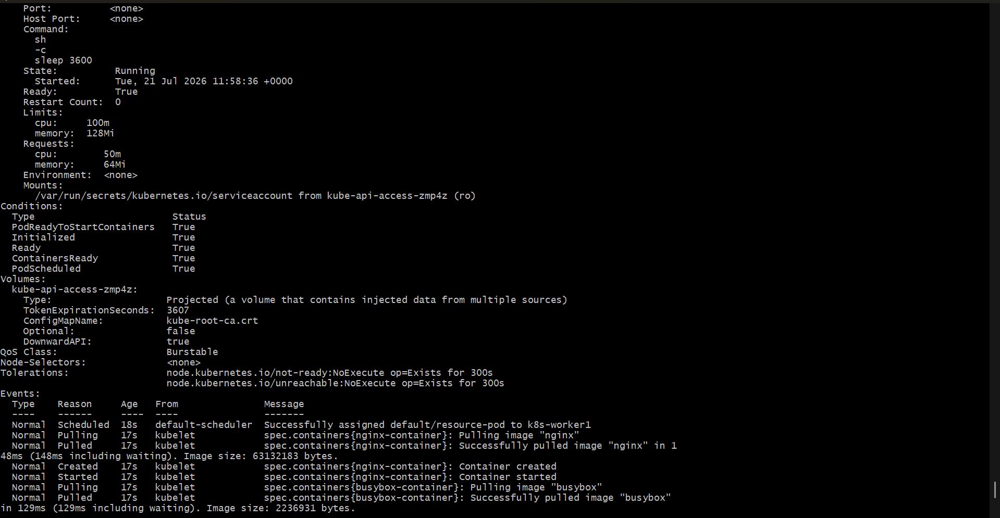 Port:          <none>
    Host Port:     <none>
    Command:
      sh
      -c
      sleep 3600
    State:          Running
      Started:      Tue, 21 Jul 2026 11:58:36 +0000
    Ready:          True
    Restart Count:  0
    Limits:
      cpu:     100m
      memory:  128Mi
    Requests:
      cpu:        50m
      memory:     64Mi
    Environment:  <none>
    Mounts:
      /var/run/secrets/kubernetes.io/serviceaccount from kube-api-access-zmp4z (ro)
Conditions:
  Type                        Status
  PodReadyToStartContainers   True
  Initialized                 True
  Ready                       True
  ContainersReady             True
  PodScheduled                True
Volumes:
  kube-api-access-zmp4z:
    Type:                    Projected (a volume that contains injected data from multiple sources)
    TokenExpirationSeconds:  3607
    ConfigMapName:           kube-root-ca.crt
    Optional:                false
    DownwardAPI:             true
QoS Class:                   Burstable
Node-Selectors:              <none>
Tolerations:                 node.kubernetes.io/not-ready:NoExecute op=Exists for 300s
                             node.kubernetes.io/unreachable:NoExecute op=Exists for 300s
Events:
  Type    Reason     Age   From               Message
  ----    ------     ----  ----               -------
  Normal  Scheduled  18s   default-scheduler  Successfully assigned default/resource-pod to k8s-worker1
  Normal  Pulling    17s   kubelet            spec.containers{nginx-container}: Pulling image "nginx"
  Normal  Pulled     17s   kubelet            spec.containers{nginx-container}: Successfully pulled image "nginx" in 1
48ms (148ms including waiting). Image size: 63132183 bytes.
  Normal  Created    17s   kubelet            spec.containers{nginx-container}: Container created
  Normal  Started    17s   kubelet            spec.containers{nginx-container}: Container started
  Normal  Pulling    17s   kubelet            spec.containers{busybox-container}: Pulling image "busybox"
  Normal  Pulled     17s   kubelet            spec.containers{busybox-container}: Successfully pulled image "busybox"
in 129ms (129ms including waiting). Image size: 2236931 bytes.